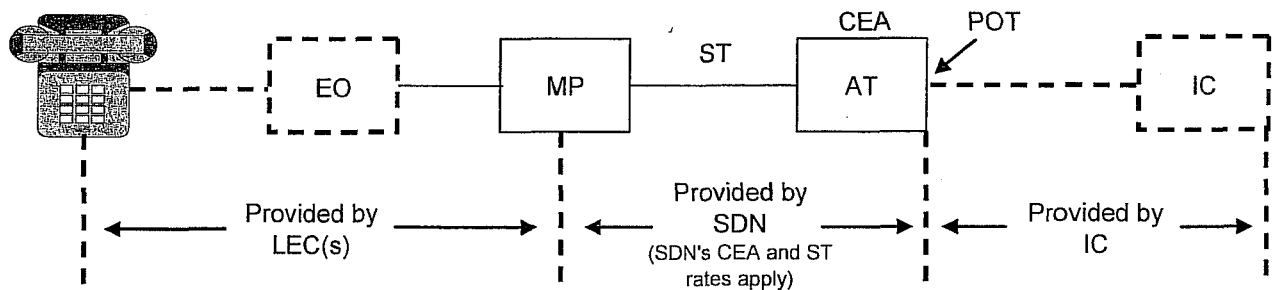 CEA
POT
ST
EO
MP
AT
IC
Provided by
LEC(s)
Provided by
SDN
(SDN's CEA and ST
rates apply)
Provided by
IC